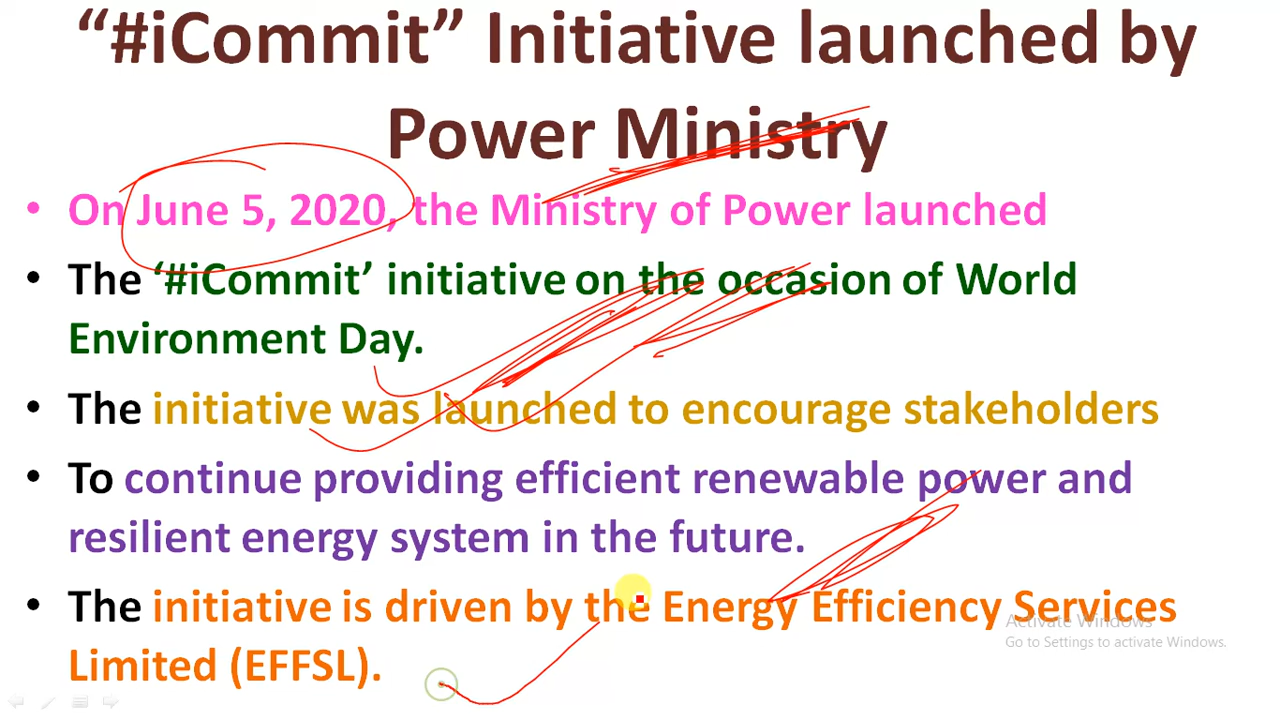 “#iCommit” Initiative launched by
Power Ministry
• On June 5, 2020, the Ministry of Power launched
• The ‘#iCommit’ initiative on the occasion of World
Environment Day.
• The initiative was launched to encourage stakeholders
• To continue providing efficient renewable power and
resilient energy system in the future.
• The initiative is driven by the Energy Efficiency Services
Limited (EFFSL).
Activate Windows
Go to Settings to activate Windows.